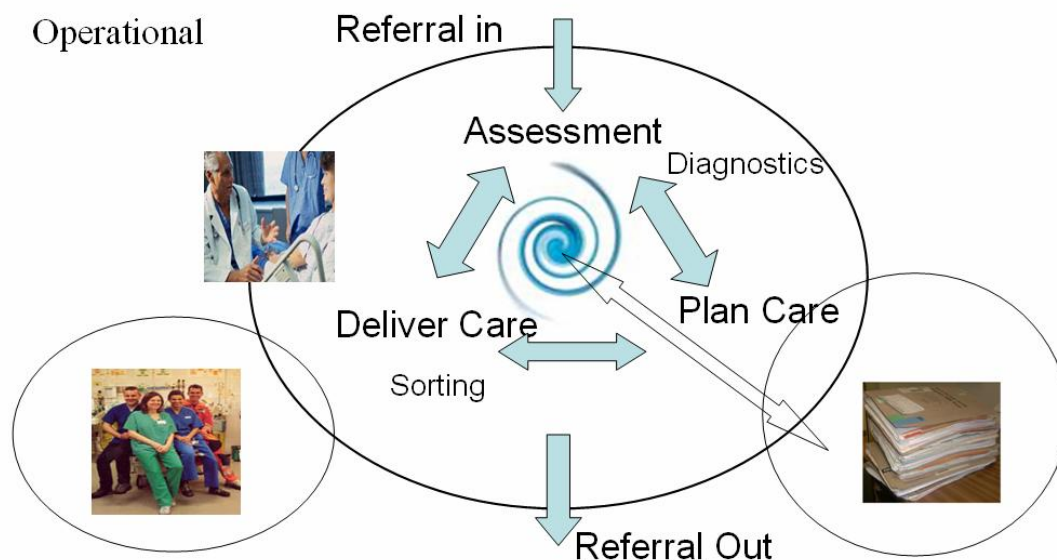 Operational
Referral in
Assessment
Diagnostics
Deliver Care
Plan Care
Sorting
Referral Out